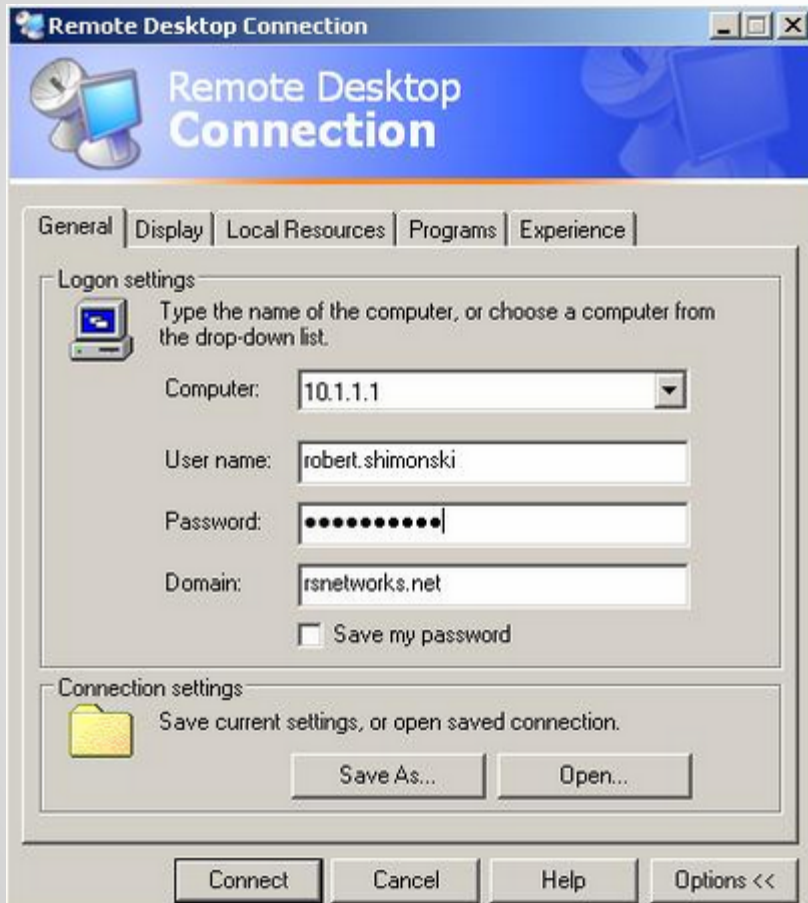 Remote Desktop Connection
Remote Desktop
Connection
General Display Local Resources Programs Experience
Logon settings
Type the name of the computer, or choose a computer from
the drop-down list.
Computer: 10.1.1.1
User name: robert.shimonski
Password: ●●●●●●●●●●
Domain: rsnetworks.net
Save my password
Connection settings
Save current settings, or open saved connection.
Save As... Open...
Connect Cancel Help Options <<